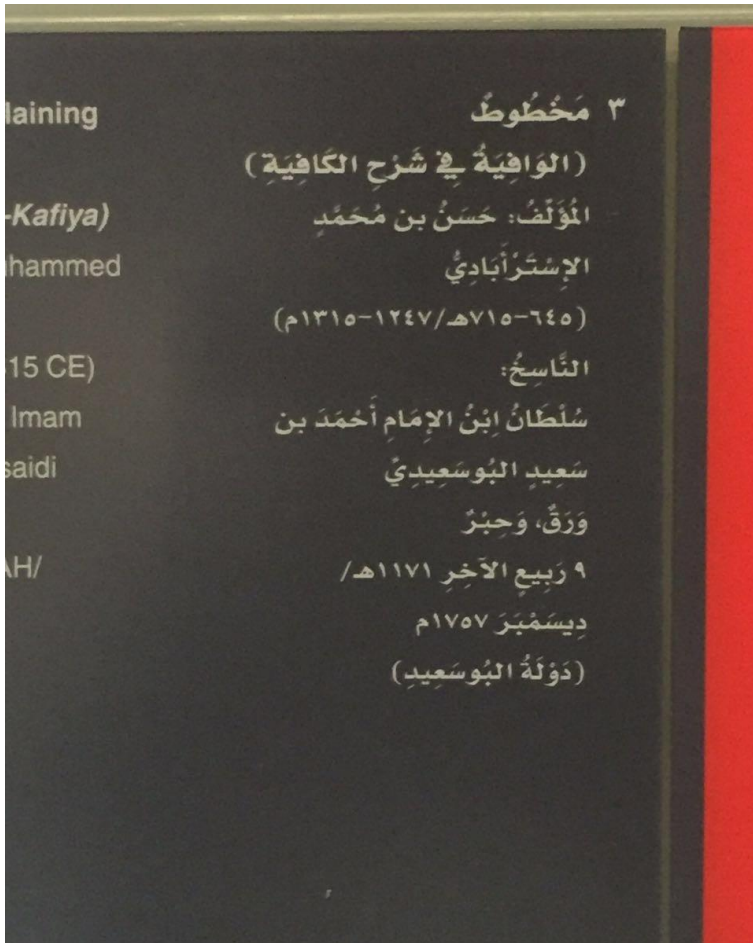 ٣ مَخْطُوطٌ
(الوَافِيَةُ فِي شَرْحِ الكَافِيَةِ)
المُؤَلِّفُ: حَسَنُ بن مُحَمَّدٍ
الإِسْتَرْأَبَادِيُّ
(٦٤٥-٧١٥هـ/١٢٤٧-١٣١٥م)
النَّاسِخُ:
سُلْطَانُ اِبْنُ الإِمَامِ أَحْمَدَ بن
سَعِيدٍ البُوسَعِيدِيُّ
وَرَقٌ، وَحِبْرٌ
٩ رَبِيعِ الآخِرِ ١١٧١هـ/
دِيسَمْبَرَ ١٧٥٧م
(دَوْلَةُ البُوسَعِيدِ)
laining
-Kafiya)
hammed
15 CE)
Imam
saidi
AH/